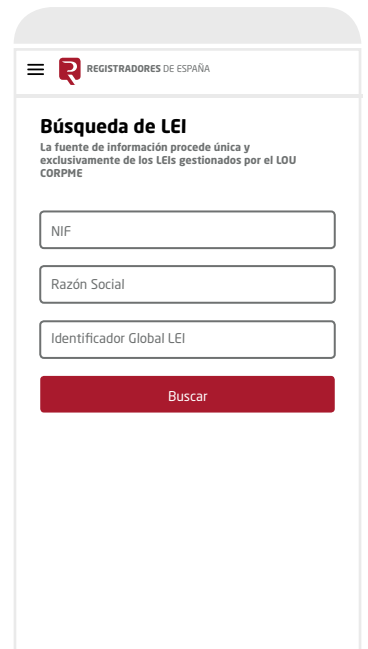 REGISTRADORES DE ESPAÑA
Búsqueda de LEI
La fuente de información procede única y
exclusivamente de los LEIs gestionados por el LOU
CORPME
NIF
Razón Social
Identificador Global LEI
Buscar